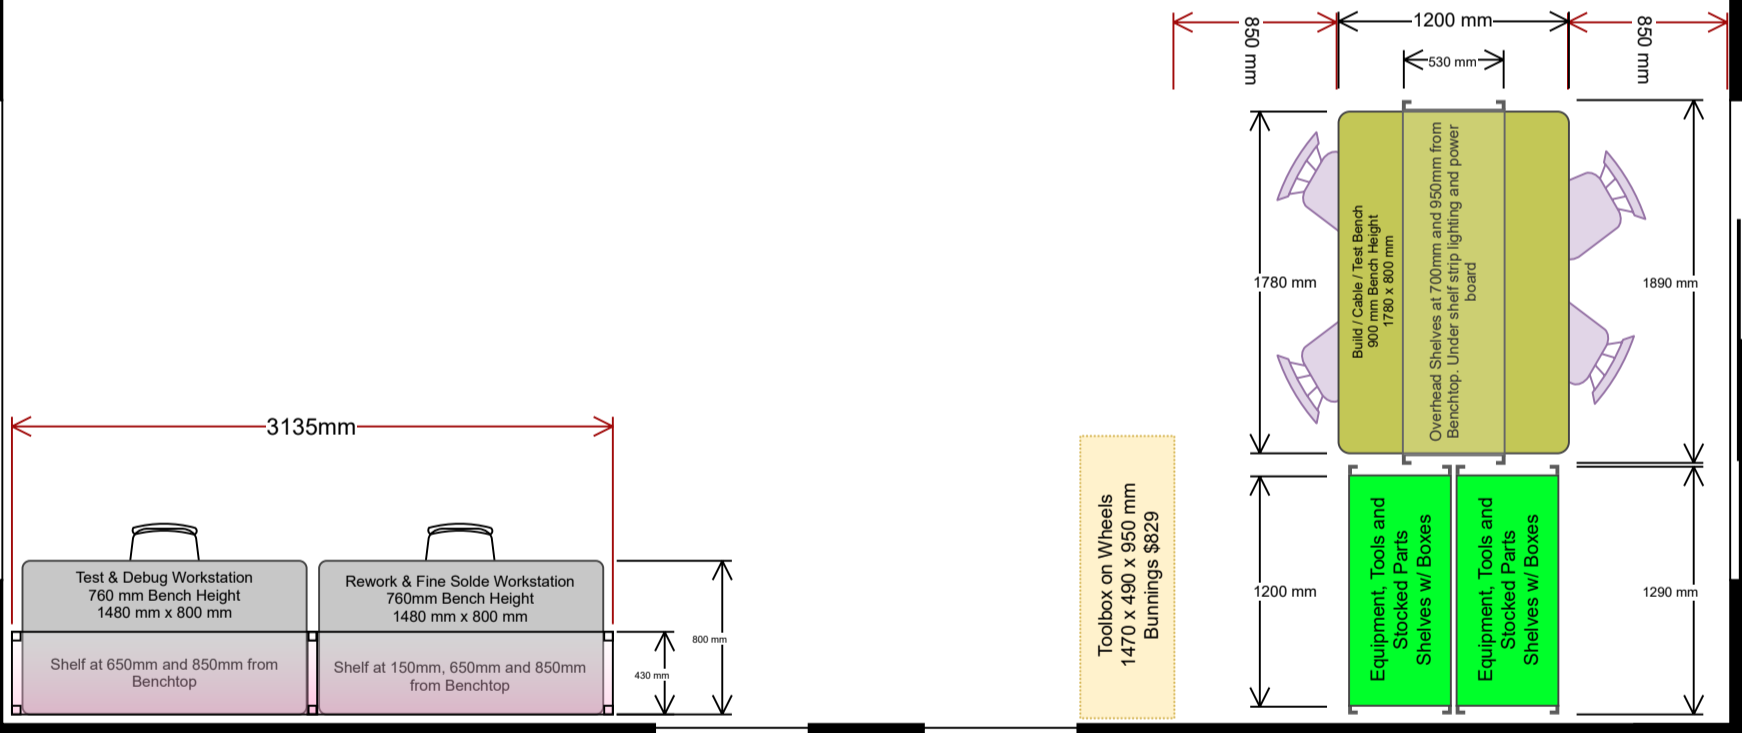 850 mm
1200 mm
850 mm
530 mm
1780 mm
Build / Cable / Test Bench
900 mm Bench Height
1780 x 800 mm
Overhead Shelves at 700mm and 950mm from
Benchtop. Under shelf strip lighting and power
board
1890 mm
3135mm
Test & Debug Workstation
760 mm Bench Height
1480 mm x 800 mm
Rework & Fine Solde Workstation
760mm Bench Height
1480 mm x 800 mm
Shelf at 650mm and 850mm from
Benchtop
Shelf at 150mm, 650mm and 850mm
from Benchtop
430 mm
800 mm
Toolbox on Wheels
1470 x 490 x 950 mm
Bunnings $829
1200 mm
Equipment, Tools and
Stocked Parts
Shelves w/ Boxes
Equipment, Tools and
Stocked Parts
Shelves w/ Boxes
1290 mm